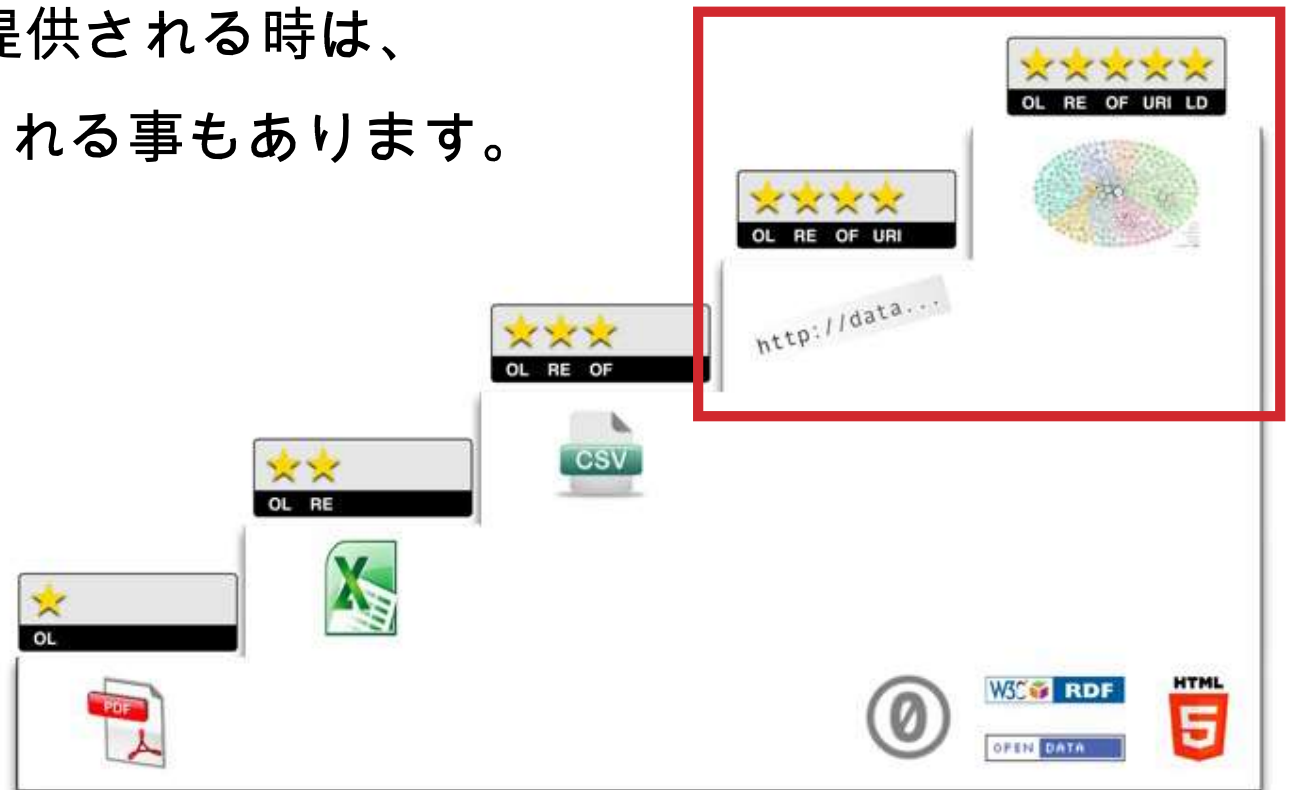 提供される時は、
れる事もあります。
OL RE OF URI LD
OL RE OF URI
http://data...
OL RE OF
CSV
OL RE
X
OL
PDF
0
W3C RDF
OPEN DATA
HTML
5